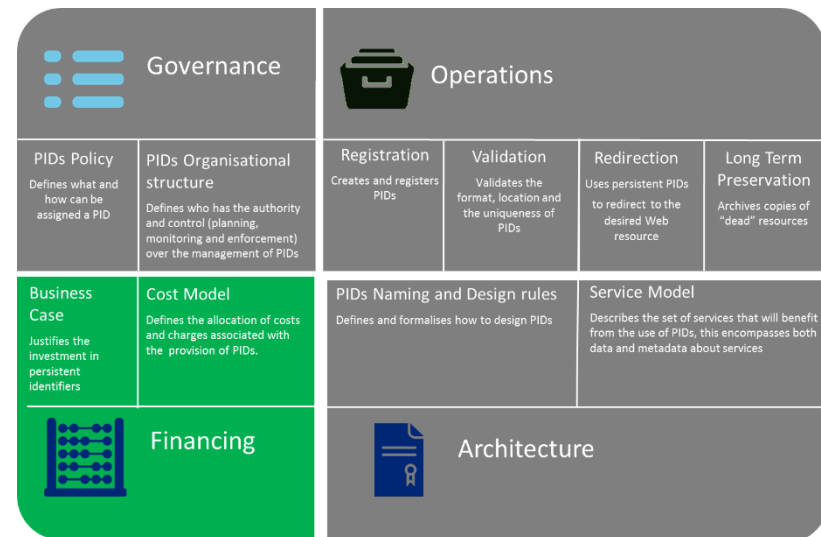 Governance
Operations
PIDs Policy
Defines what and
how can be
assigned a PID
PIDs Organisational
structure
Defines who has the authority
and control (planning,
monitoring and enforcement)
over the management of PIDs
Registration
Creates and registers
PIDs
Validation
Validates the
format, location and
the uniqueness of
PIDs
Redirection
Uses persistent PIDs
to redirect to the
desired Web
resource
Long Term
Preservation
Archives copies of
“dead” resources
Business
Case
Justifies the
investment in
persistent
identifiers
Cost Model
Defines the allocation of costs
and charges associated with
the provision of PIDs.
PIDs Naming and Design rules
Defines and formalises how to design PIDs
Service Model
Describes the set of services that will benefit
from the use of PIDs, this encompasses both
data and metadata about services
Financing
Architecture